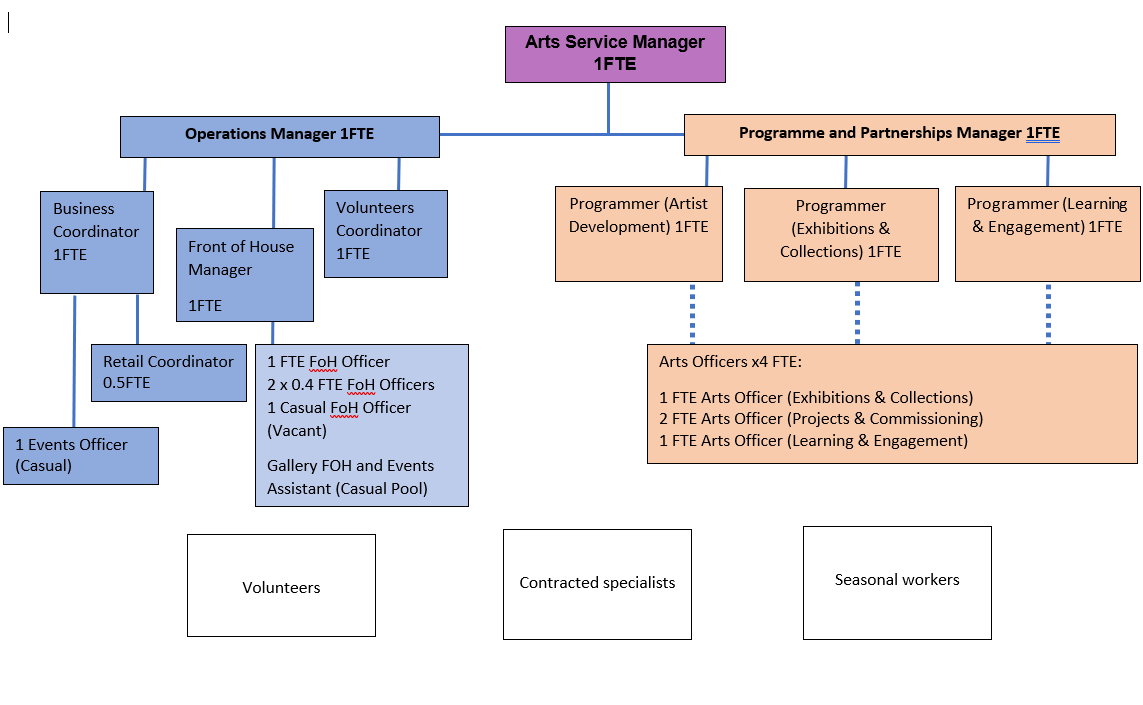 Arts Service Manager
1FTE
Operations Manager 1FTE
Programme and Partnerships Manager 1FTE
Business
Coordinator
1FTE
Front of House
Manager
1FTE
Volunteers
Coordinator
1FTE
Programmer (Artist
Development) 1FTE
Programmer
(Exhibitions &
Collections) 1FTE
Programmer (Learning
& Engagement) 1FTE
Retail Coordinator
0.5FTE
1 Events Officer
(Casual)
1 FTE FoH Officer
2 x 0.4 FTE FoH Officers
1 Casual FoH Officer
(Vacant)
Gallery FOH and Events
Assistant (Casual Pool)
Arts Officers x4 FTE:
1 FTE Arts Officer (Exhibitions & Collections)
2 FTE Arts Officer (Projects & Commissioning)
1 FTE Arts Officer (Learning & Engagement)
Volunteers
Contracted specialists
Seasonal workers